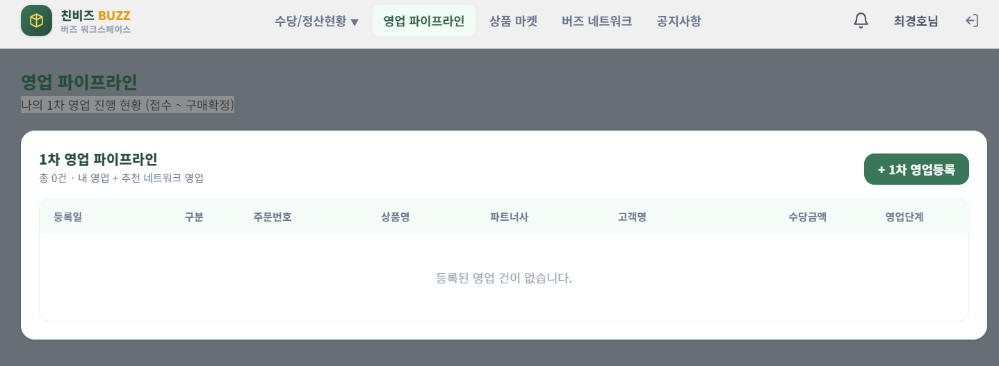 친비즈 BUZZ
버즈 워크스페이스
수당/정산현황 ▼
영업 파이프라인
상품 마켓
버즈 네트워크
공지사항
최경호님
영업 파이프라인
나의 1차 영업 진행 현황 (접수 ~ 구매확정)
1차 영업 파이프라인
총 0건 · 내 영업 + 추천 네트워크 영업
+ 1차 영업등록
등록일 구분 주문번호 상품명 파트너사 고객명 수당금액 영업단계
등록된 영업 건이 없습니다.